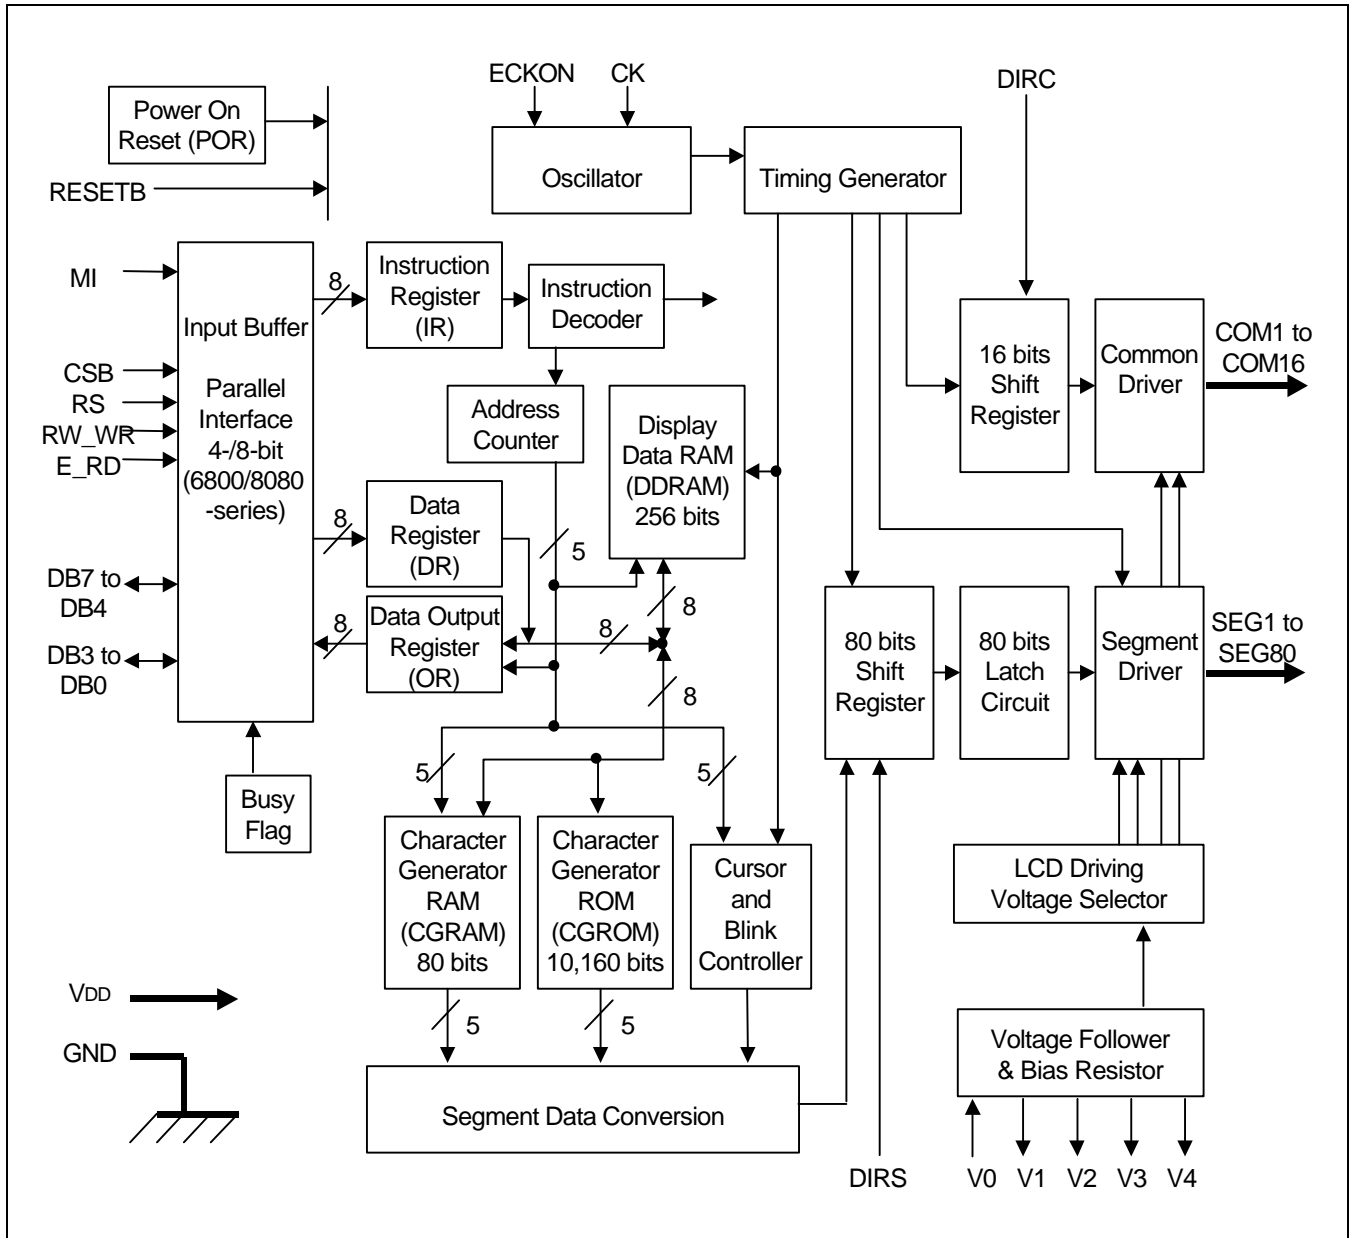 ECKON
CK
DIRC
Power On
Reset (POR)
RESETB
Oscillator
Timing Generator
MI
CSB
RS
RW_WR
E_RD
DB7 to
DB4
DB3 to
DB0
Input Buffer
Parallel
Interface
4-/8-bit
(6800/8080
-series)
8
Instruction
Register
(IR)
Instruction
Decoder
Address
Counter
8
Data
Register
(DR)
5
8
Data Output
Register
(OR)
8
Display
Data RAM
(DDRAM)
256 bits
8
8
16 bits
Shift
Register
Common
Driver
COM1 to
COM16
80 bits
Shift
Register
80 bits
Latch
Circuit
Segment
Driver
SEG1 to
SEG80
Busy
Flag
5
5
Character
Generator
RAM
(CGRAM)
80 bits
Character
Generator
ROM
(CGROM)
10,160 bits
Cursor
and
Blink
Controller
LCD Driving
Voltage Selector
VDD
GND
5
5
Segment Data Conversion
Voltage Follower
& Bias Resistor
DIRS
V0
V1
V2
V3
V4